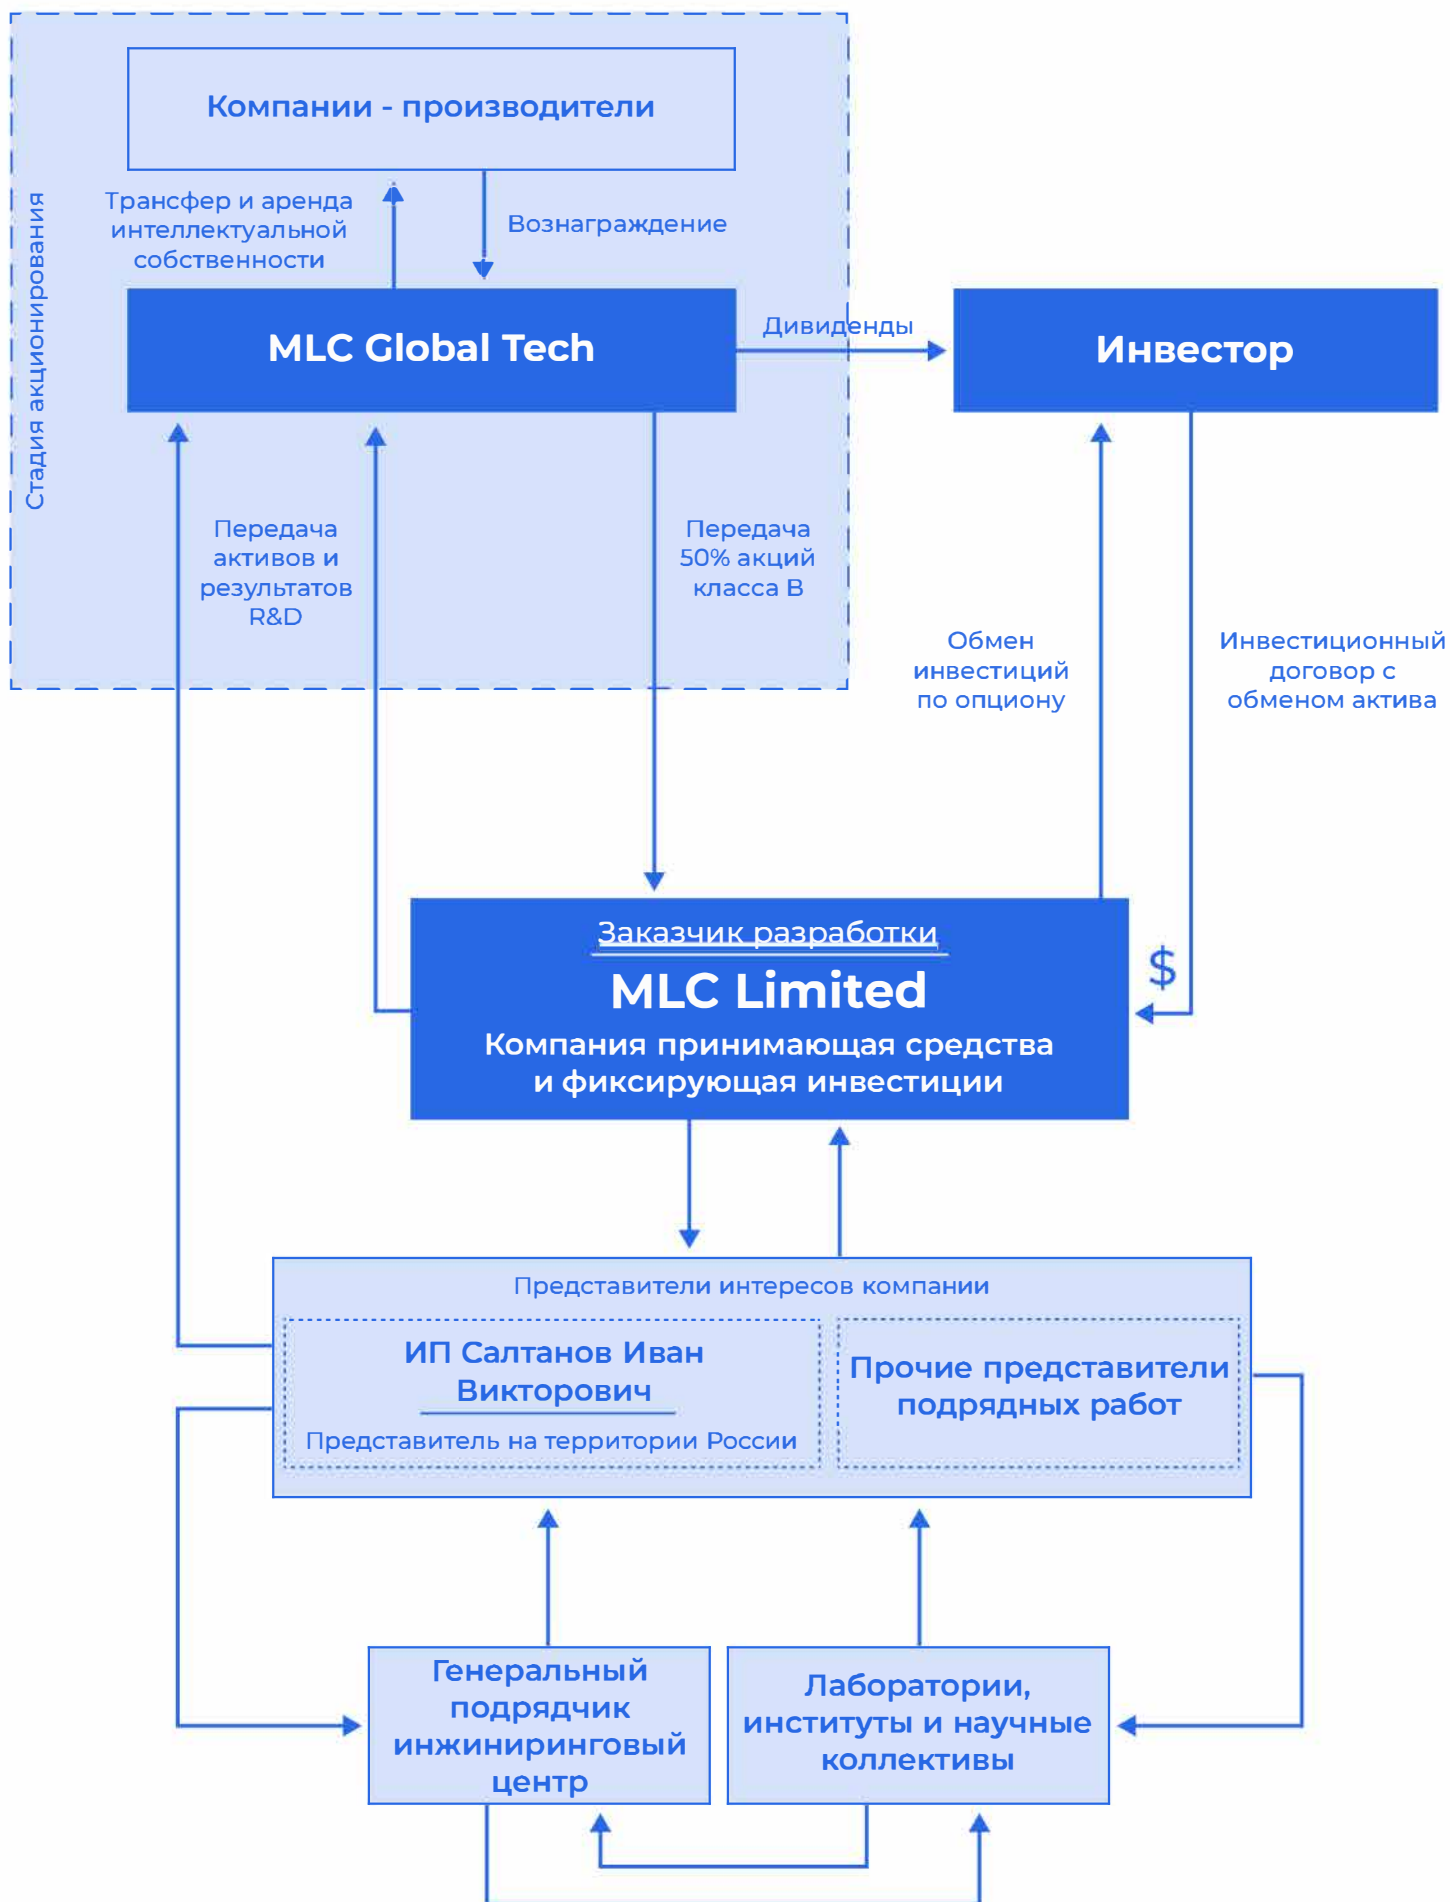 Компании - производители
Стадия акционирования
Трансфер и аренда
интеллектуальной
собственности
Вознаграждение
MLC Global Tech
Дивиденды
Инвестор
Передача
активов и
результатов
R&D
Передача
50% акций
класса B
Обмен
инвестиций
по опциону
Инвестиционный
договор с
обменом актива
Заказчик разработки
$
MLC Limited
Компания принимающая средства
и фиксирующая инвестиции
Представители интересов компании
ИП Салтанов Иван
Викторович
Представитель на территории России
Прочие представители
подрядных работ
Генеральный
подрядчик
инжиниринговый
центр
Лаборатории,
институты и научные
коллективы